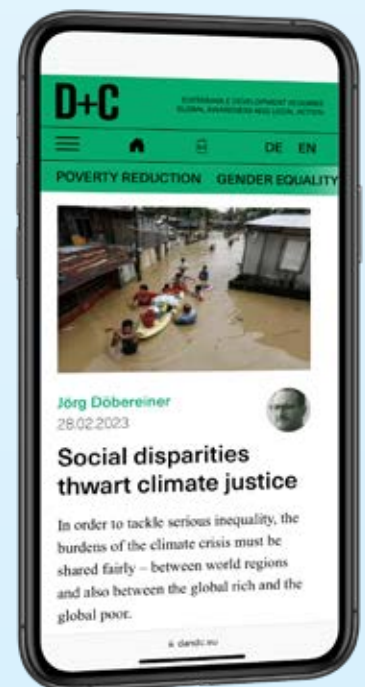 D+C
SUSTAINABLE DEVELOPMENT REQUIRES
GLOBAL AWARENESS AND LOCAL ACTION
DE EN
POVERTY REDUCTION GENDER EQUALITY
Jörg Döbereiner
28.02.2023
Social disparities
thwart climate justice
In order to tackle serious inequality, the
burdens of the climate crisis must be
shared fairly – between world regions
and also between the global rich and the
global poor.
dandc.eu